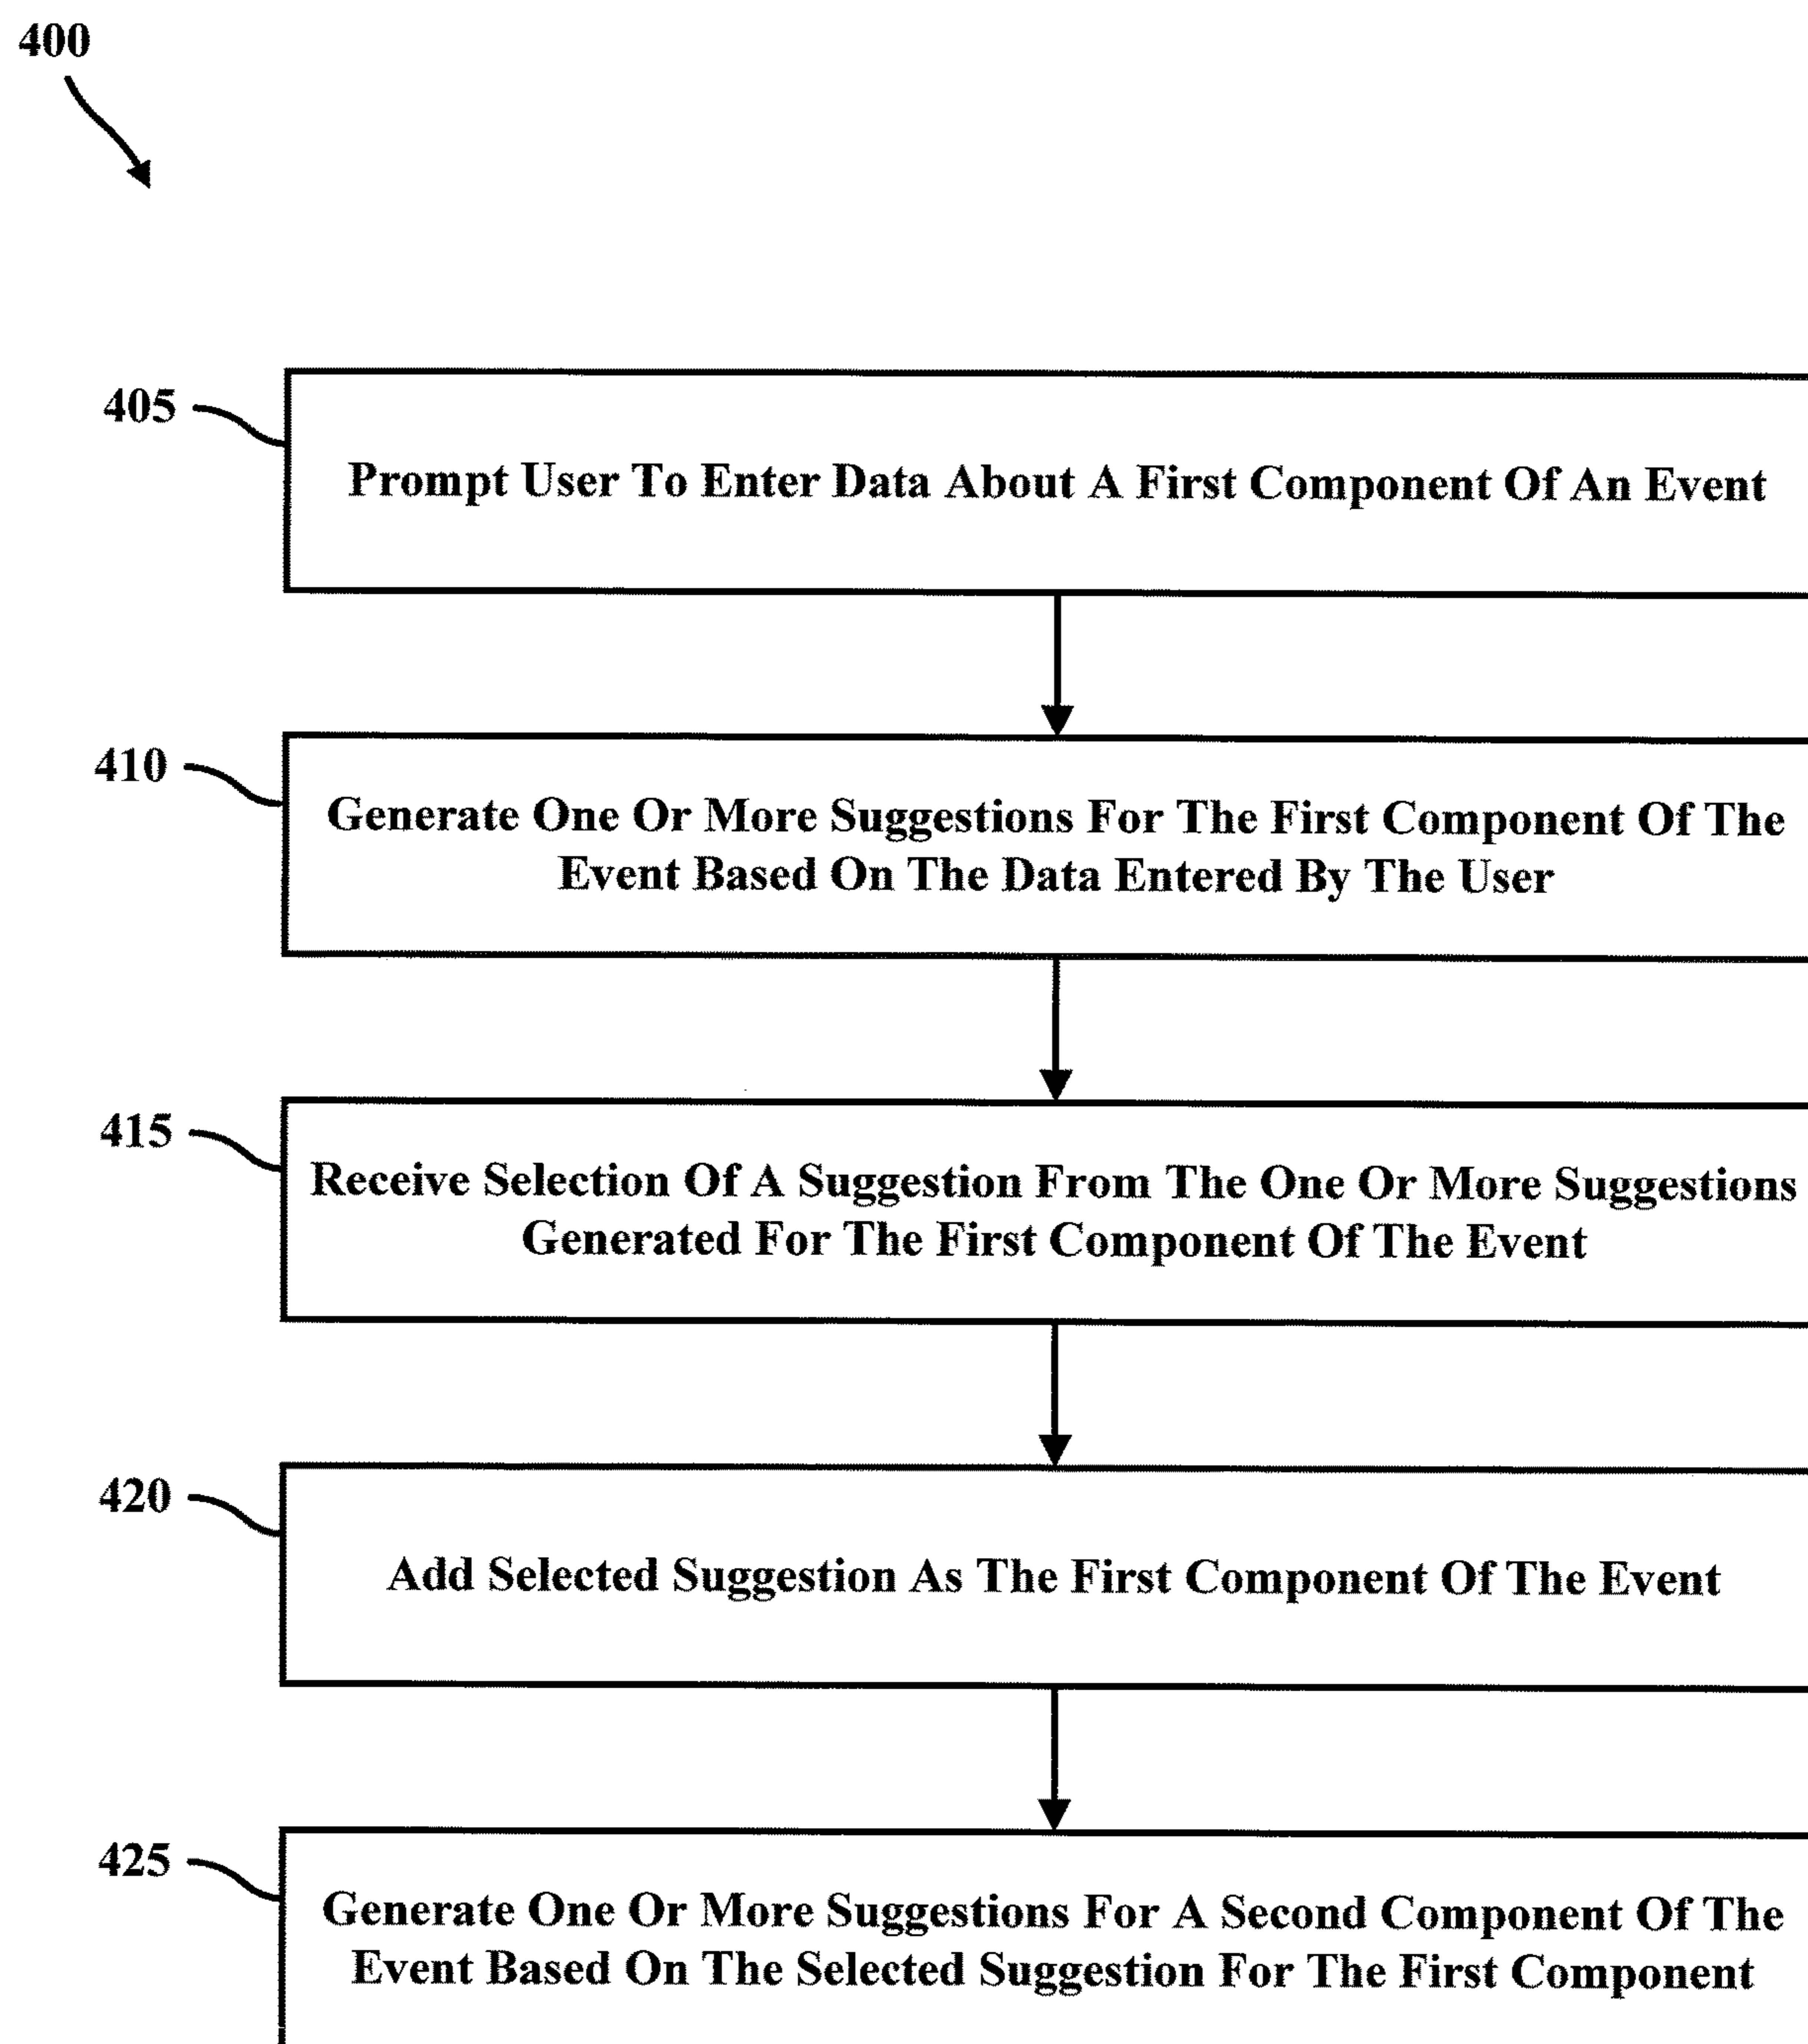 400
405
Prompt User To Enter Data About A First Component Of An Event
410
Generate One Or More Suggestions For The First Component Of The
Event Based On The Data Entered By The User
415
Receive Selection Of A Suggestion From The One Or More Suggestions
Generated For The First Component Of The Event
420
Add Selected Suggestion As The First Component Of The Event
425
Generate One Or More Suggestions For A Second Component Of The
Event Based On The Selected Suggestion For The First Component